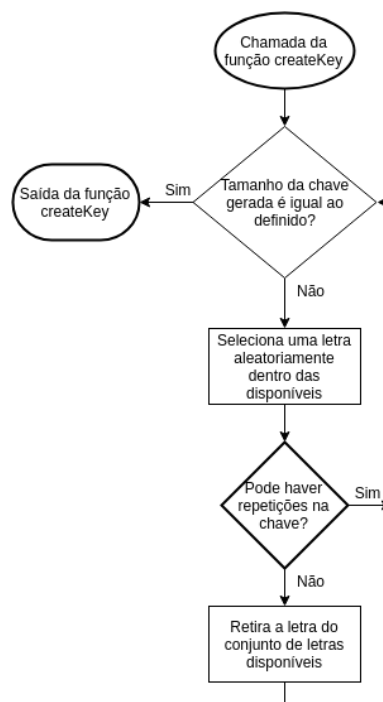 Chamada da
função createKey
Tamanho da chave
gerada é igual ao
definido?
Sim
Saída da função
createKey
Não
Seleciona uma letra
aleatoriamente
dentro das
disponíveis
Pode haver
repetições na
chave?
Sim
Não
Retira a letra do
conjunto de letras
disponíveis